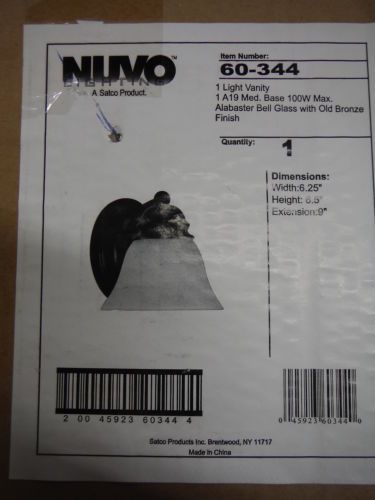 NUVO™
LIGHTING
A Satco Product.
Item Number:
60-344
1 Light Vanity
1 A19 Med. Base 100W Max.
Alabaster Bell Glass with Old Bronze
Finish
Quantity: 1
Dimensions:
Width:6.25"
Height: 8.5"
Extension:9"
2 00 45923 60344 4
0 45923 60344 0
Satco Products Inc. Brentwood, NY 11717
Made In China